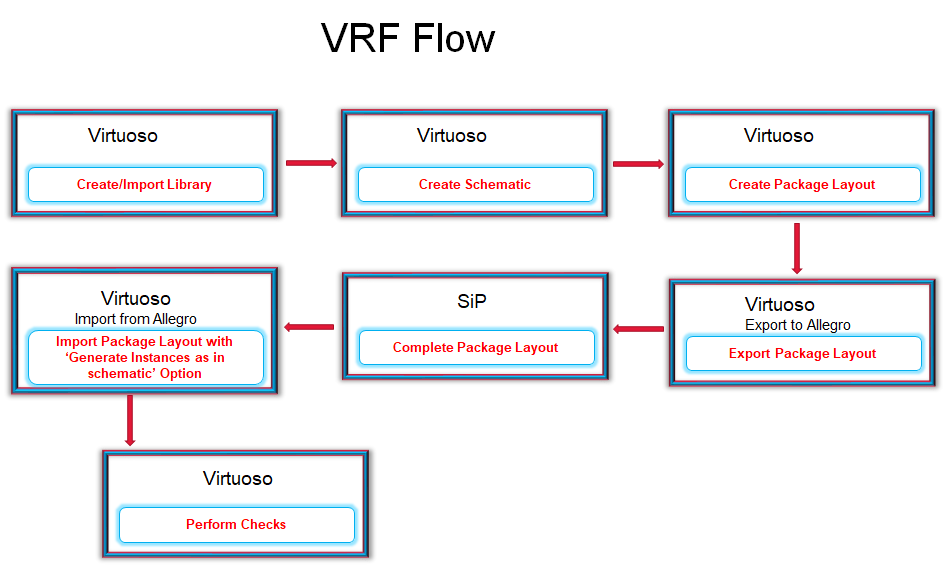 VRF Flow
Virtuoso
Create/Import Library
Virtuoso
Create Schematic
Virtuoso
Create Package Layout
Virtuoso
Export to Allegro
Export Package Layout
SiP
Complete Package Layout
Virtuoso
Import from Allegro
Import Package Layout with
‘Generate Instances as in
schematic’ Option
Virtuoso
Perform Checks